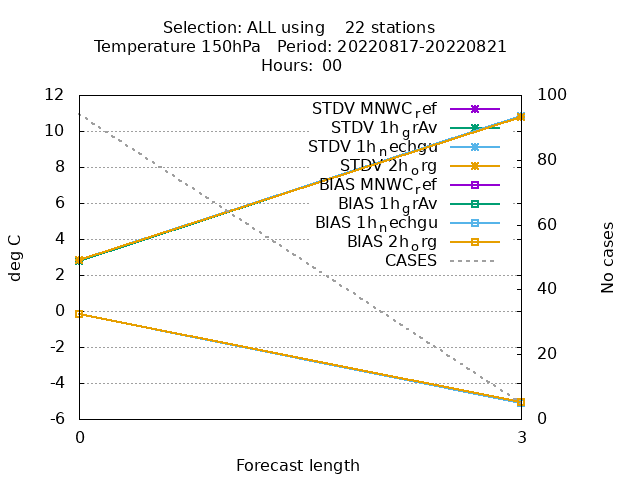 Selection: ALL using    22 stations
Temperature 150hPa   Period: 20220817-20220821
Hours: 00
12
10
8
6
4
2
0
-2
-4
-6
deg C
100
80
60
40
20
0
No cases
STDV MNWC_ref
STDV 1h_grAv
STDV 1h_nechgu
STDV 2h_org
BIAS MNWC_ref
BIAS 1h_grAv
BIAS 1h_nechgu
BIAS 2h_org
CASES
0
3
Forecast length